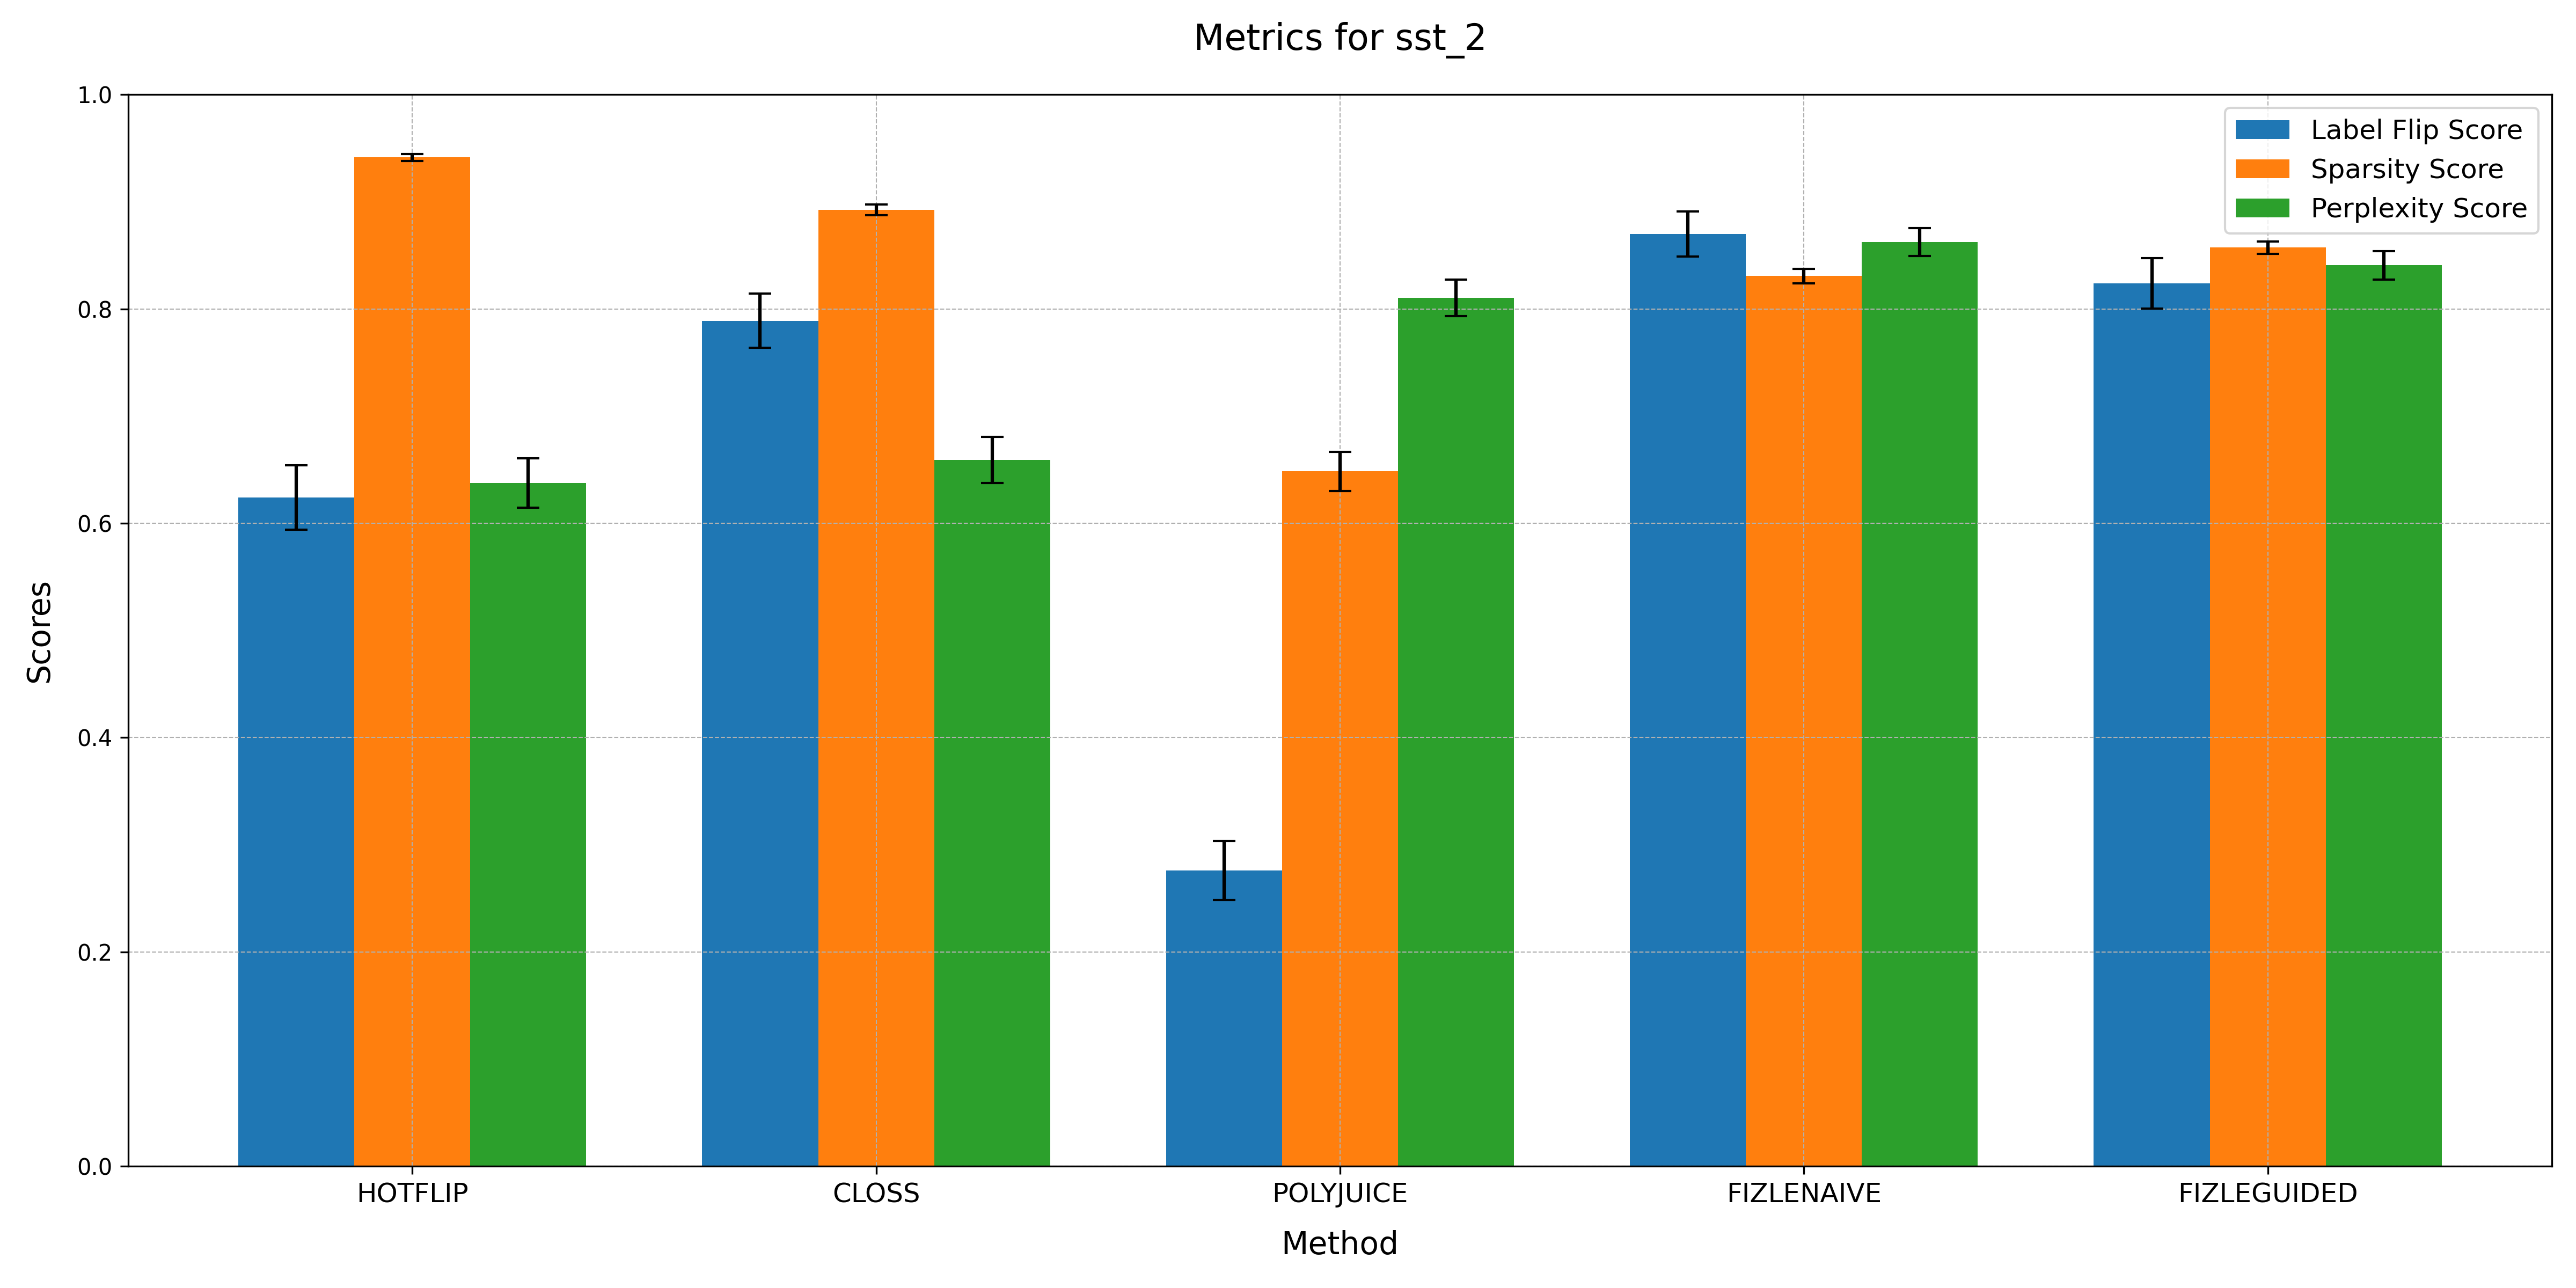 Metrics for sst_2
1.0
0.8
0.6
0.4
0.2
0.0
Scores
Label Flip Score
Sparsity Score
Perplexity Score
HOTFLIP
CLOSS
POLYJUICE
FIZLENAIVE
FIZLEGUIDED
Method